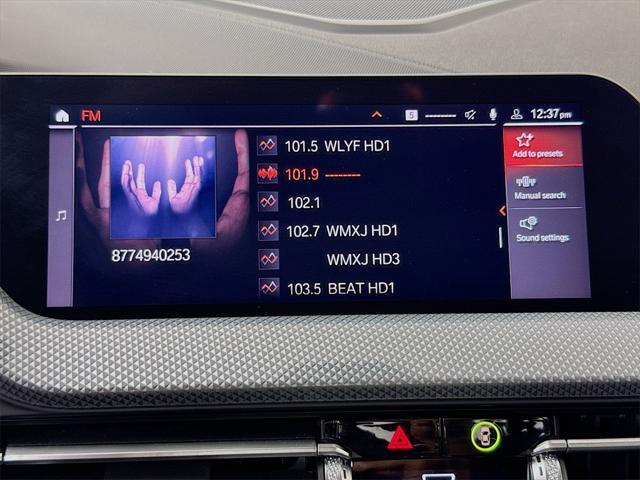 FM
5 -------- 12:37pm
101.5 WLYF HD1
101.9 --------
102.1
102.7 WMXJ HD1
WMXJ HD3
103.5 BEAT HD1
8774940253
Add to presets
Manual search
Sound settings